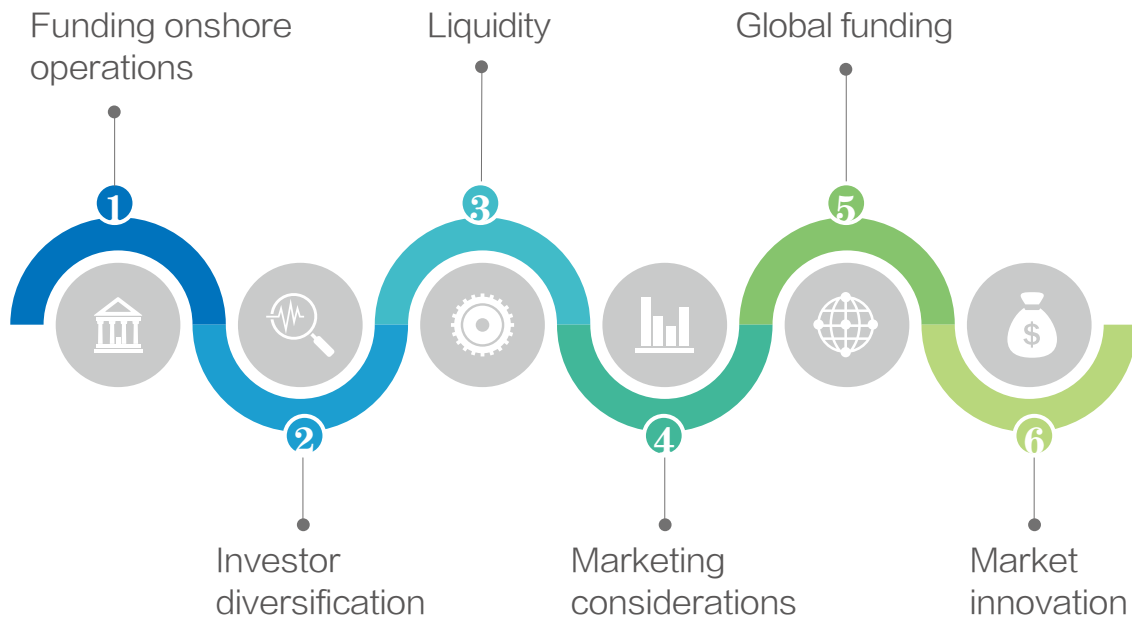 Funding onshore
operations
Liquidity
Global funding
1
3
5
$
2
4
6
Investor
diversification
Marketing
considerations
Market
innovation